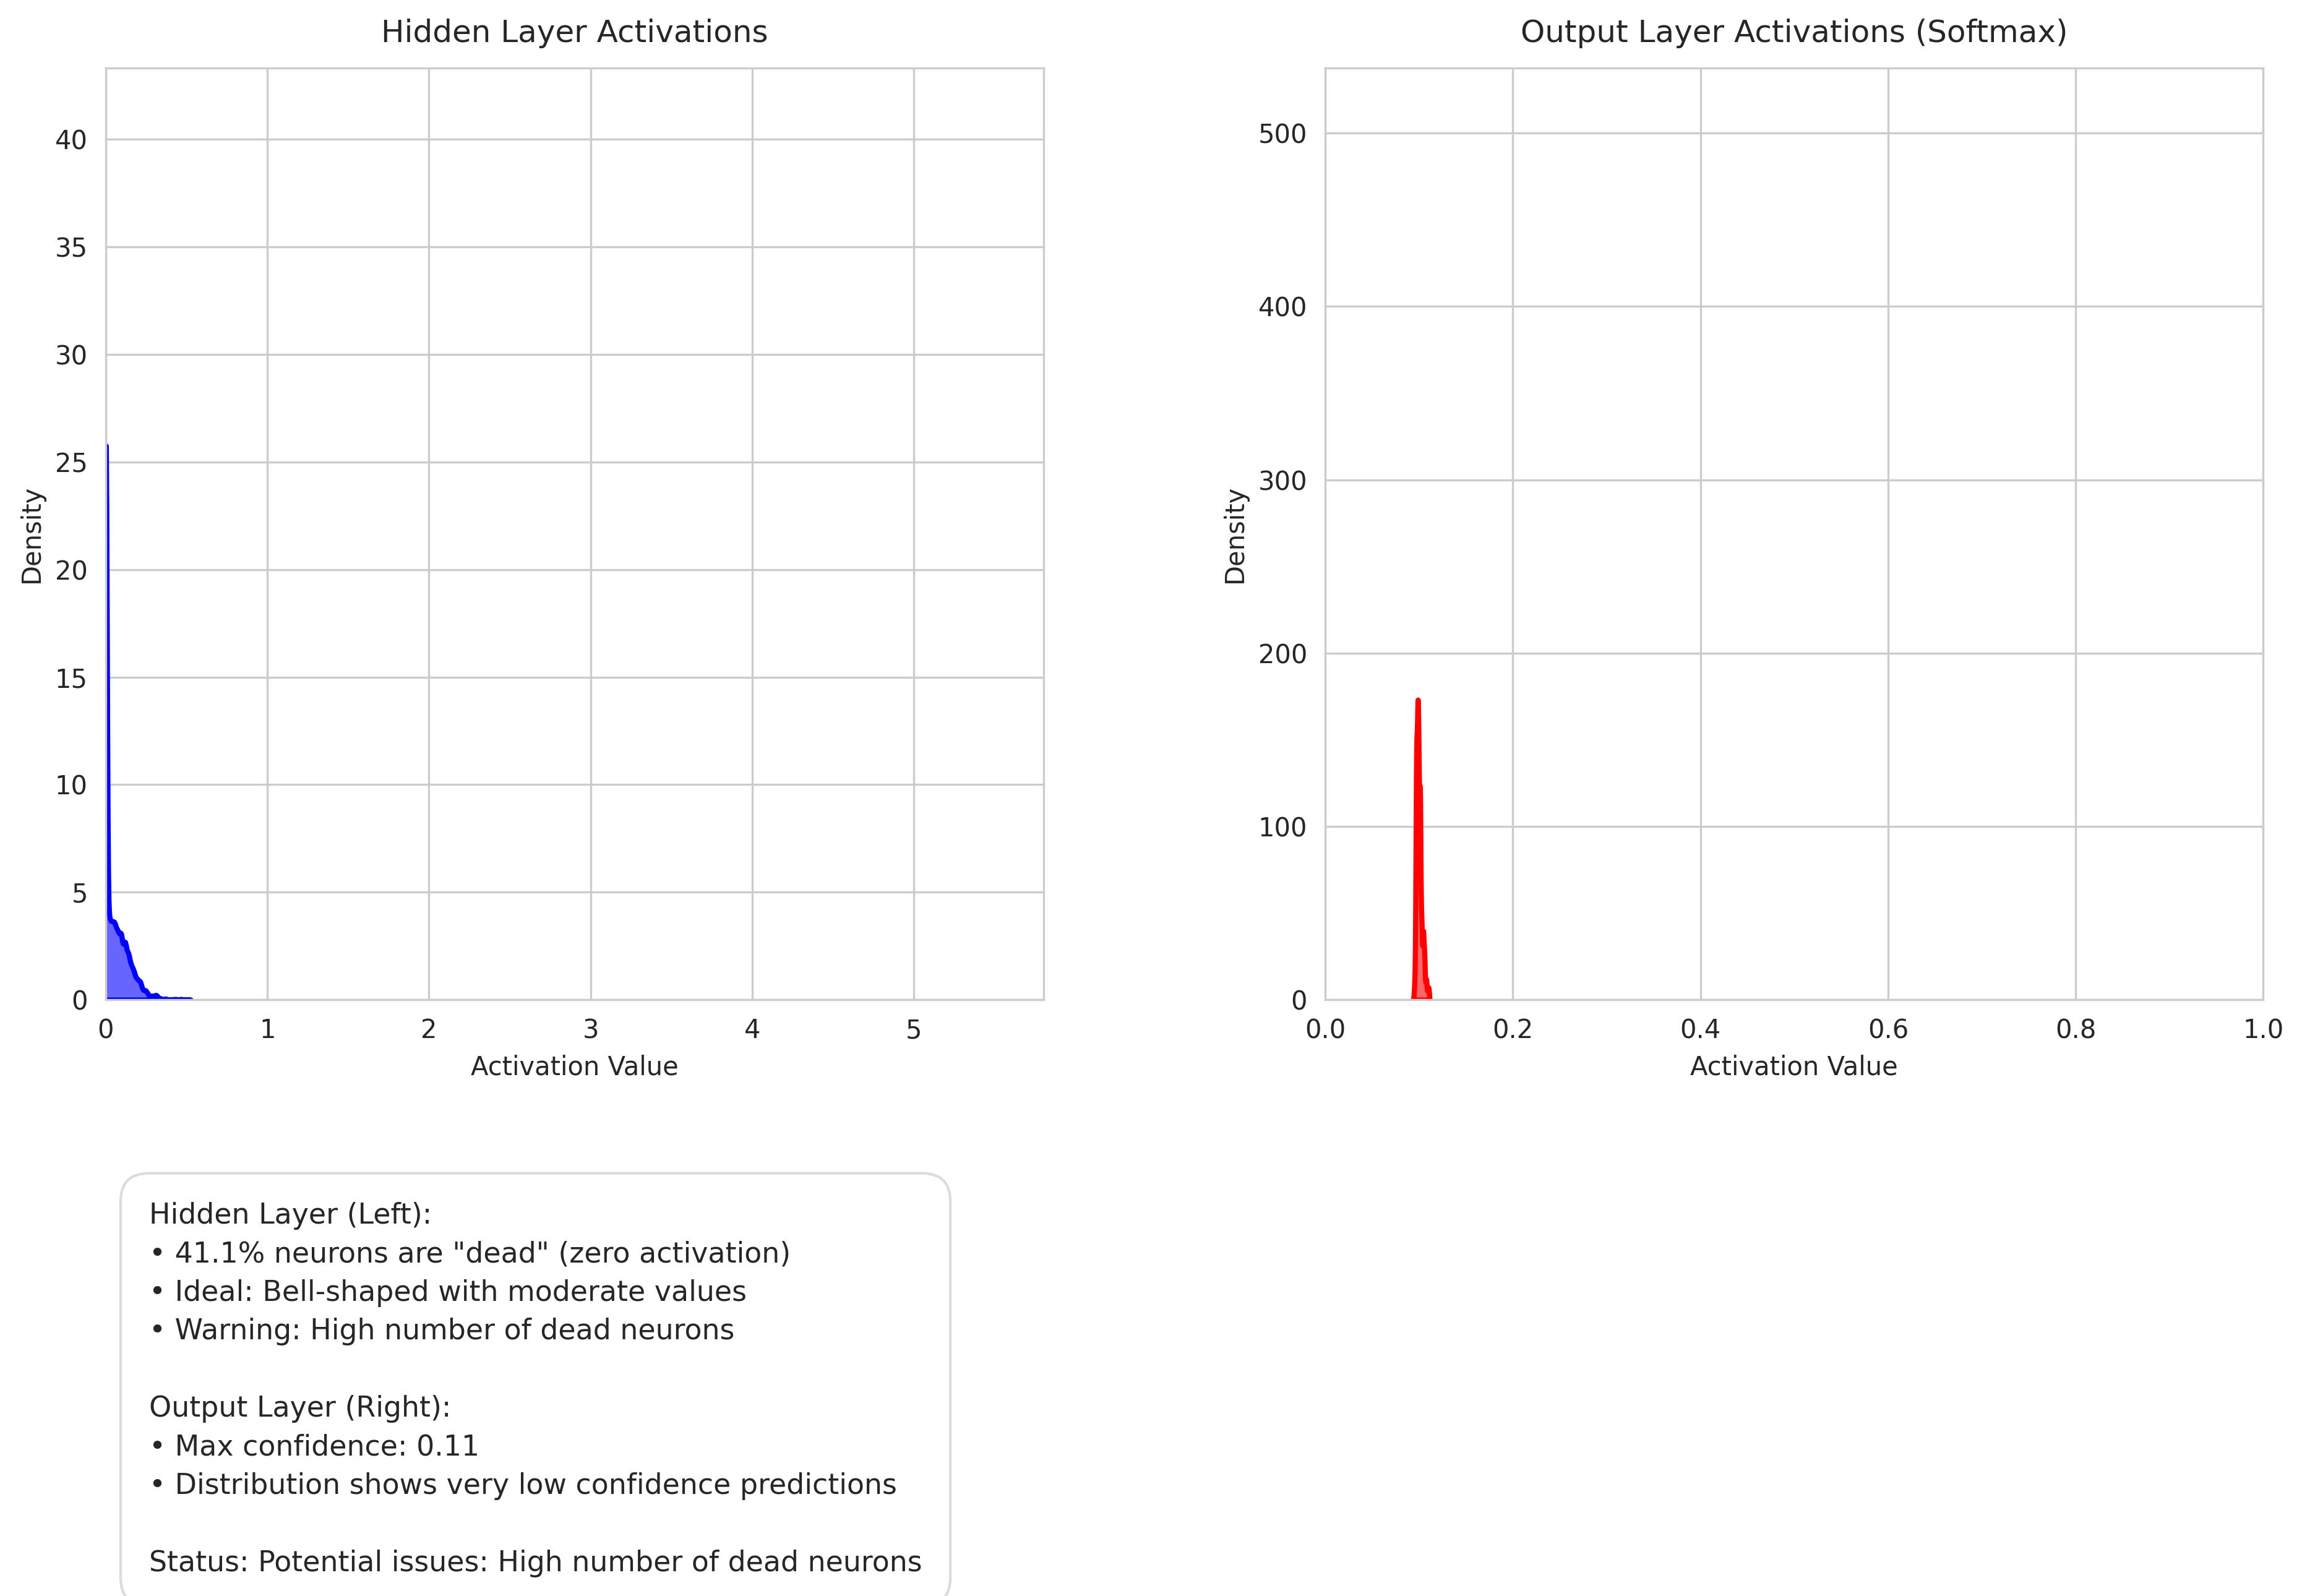 Hidden Layer Activations
40
35
30
25
20
15
10
5
0
Density
0 1 2 3 4 5
Activation Value
Output Layer Activations (Softmax)
500
400
300
200
100
0
Density
0.0 0.2 0.4 0.6 0.8 1.0
Activation Value
Hidden Layer (Left):
• 41.1% neurons are "dead" (zero activation)
• Ideal: Bell-shaped with moderate values
• Warning: High number of dead neurons
Output Layer (Right):
• Max confidence: 0.11
• Distribution shows very low confidence predictions
Status: Potential issues: High number of dead neurons